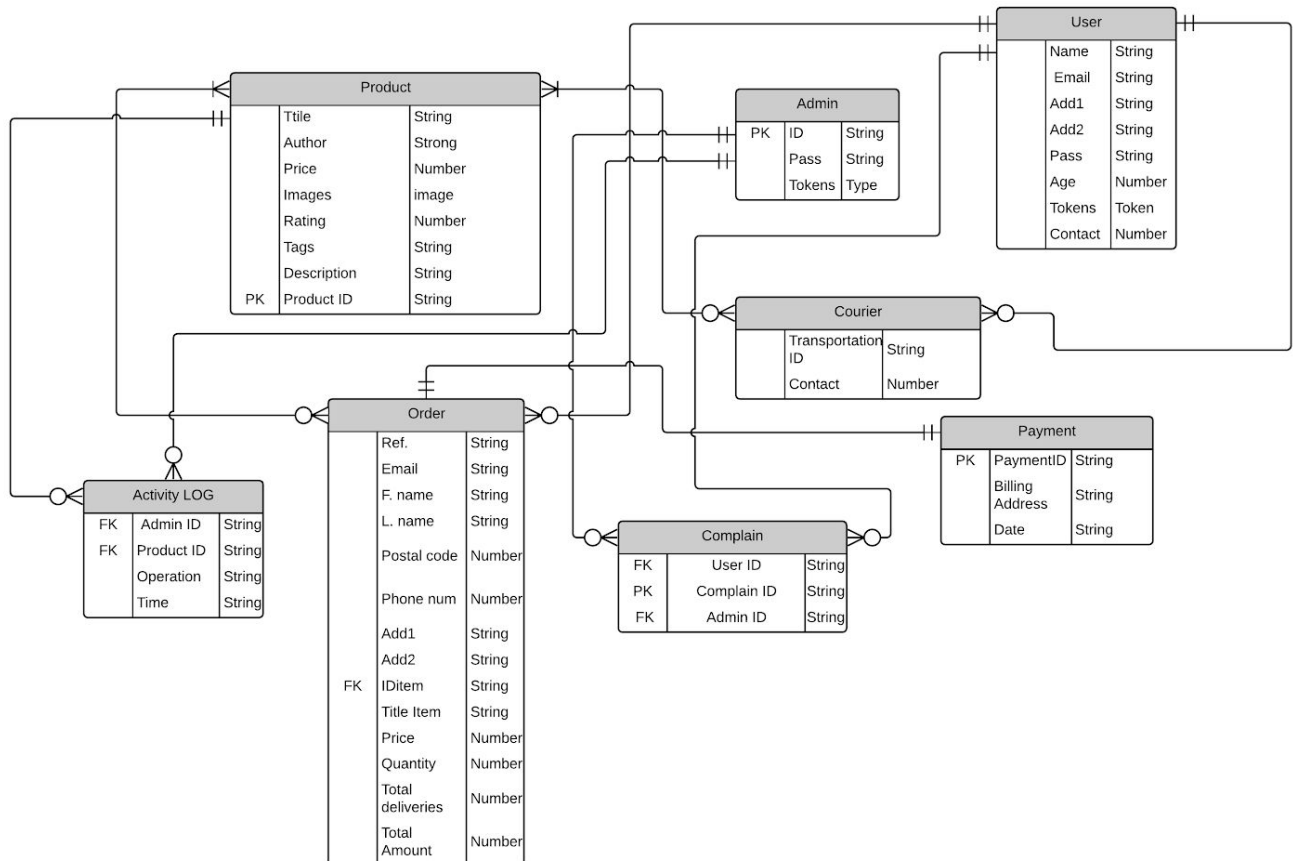 User
Name String
Email String
Add1 String
Add2 String
Pass String
Age Number
Tokens Token
Contact Number
Product
Ttile String
Author Strong
Price Number
Images image
Rating Number
Tags String
Description String
PK Product ID String
Admin
PK ID String
Pass String
Tokens Type
Courier
Transportation
ID String
Contact Number
Order
Ref. String
Email String
F. name String
L. name String
Postal code Number
Phone num Number
Add1 String
Add2 String
FK IDitem String
Title Item String
Price Number
Quantity Number
Total
deliveries Number
Total
Amount Number
Payment
PK PaymentID String
Billing
Address String
Date String
Activity LOG
FK Admin ID String
FK Product ID String
Operation String
Time String
Complain
FK User ID String
PK Complain ID String
FK Admin ID String